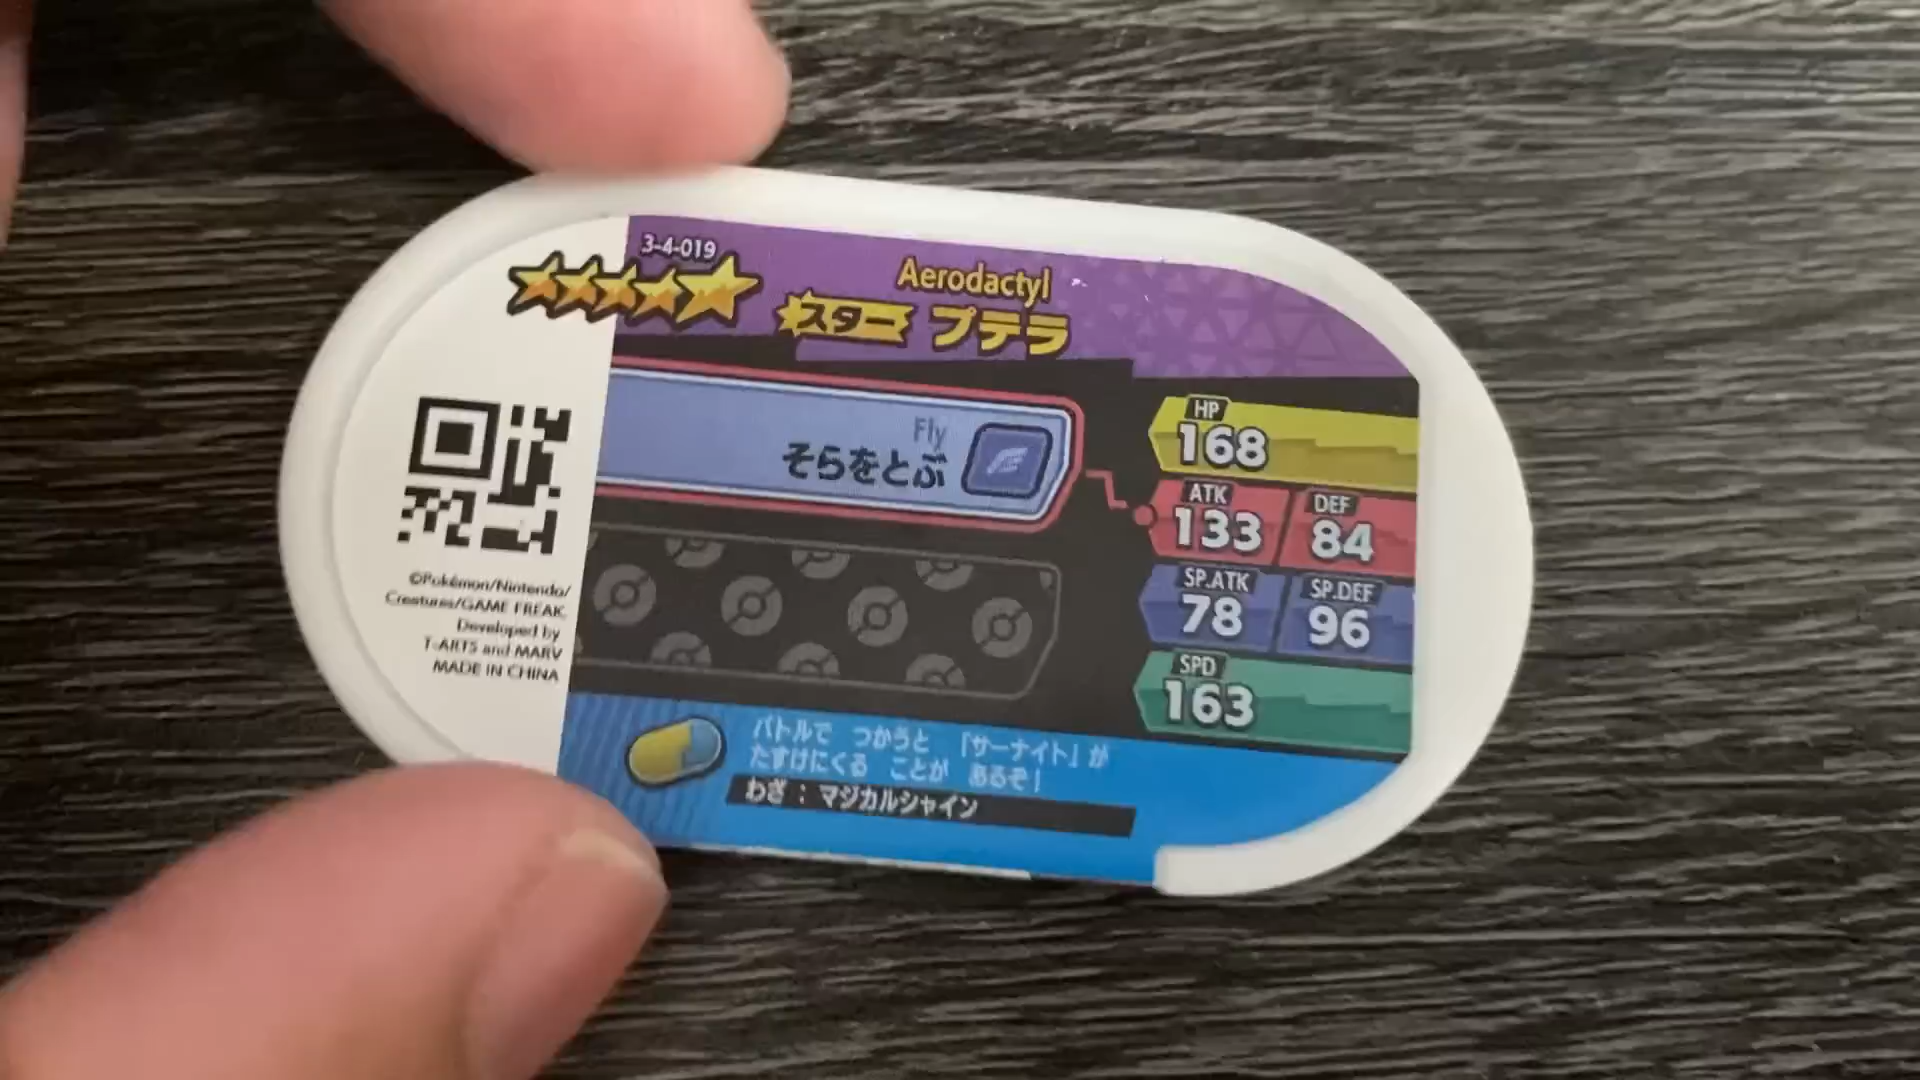 3-4-019
Aerodactyl
スター プテラ
Fly
そらをとぶ
HP
168
ATK
133
DEF
84
SP.ATK
78
SP.DEF
96
SPD
163
©Pokémon/Nintendo/
Creatures/GAME FREAK.
Developed by
T-ARTS and MARV
MADE IN CHINA
バトルで つかうと 「サーナイト」が
たすけにくる ことが あるぞ！
わざ：マジカルシャイン